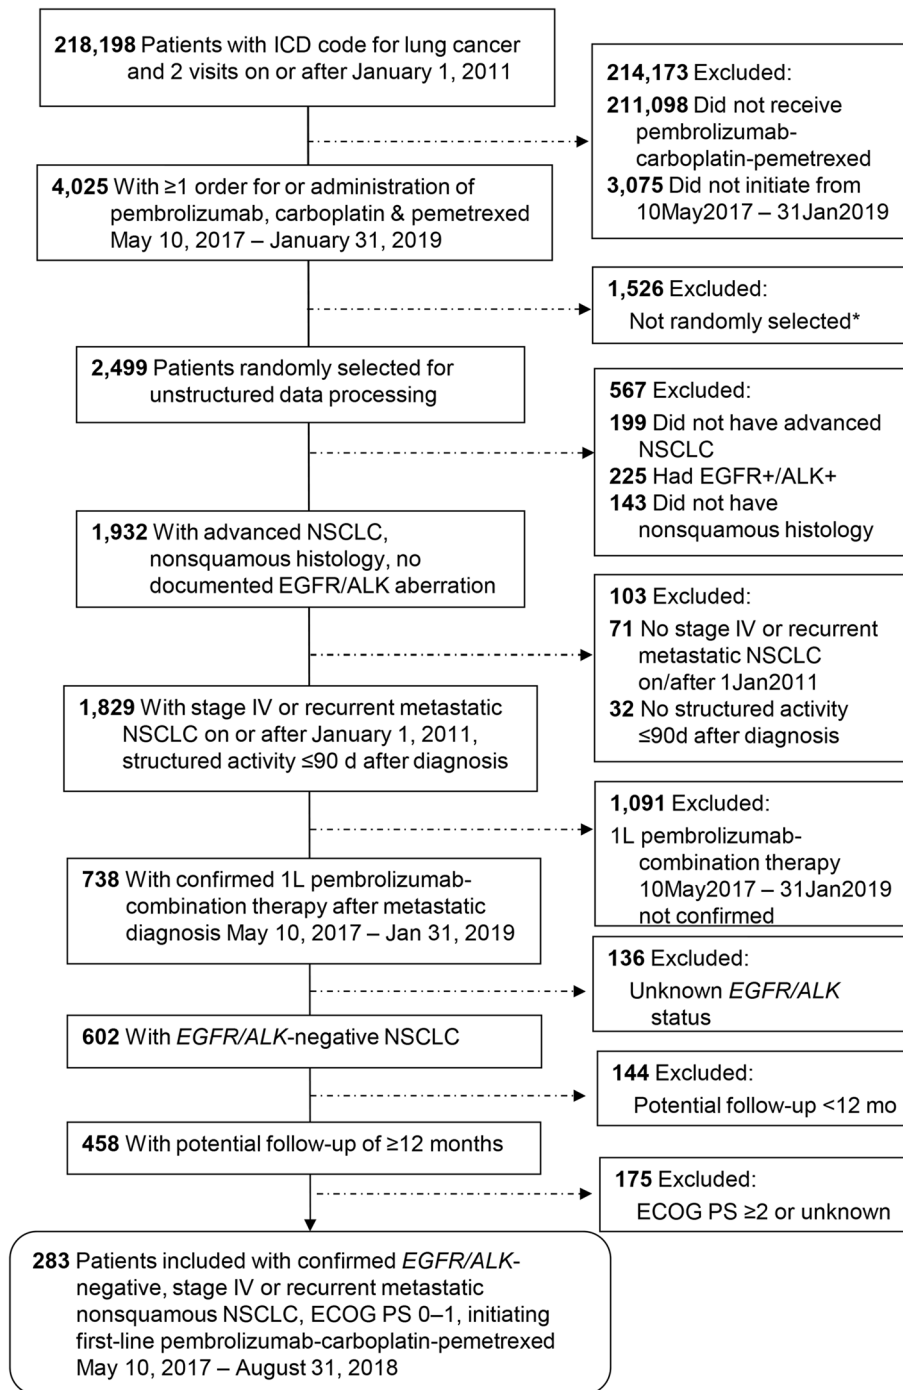 218,198 Patients with ICD code for lung cancer
and 2 visits on or after January 1, 2011
214,173 Excluded:
211,098 Did not receive
pembrolizumab-
carboplatin-pemetrexed
3,075 Did not initiate from
10May2017 – 31Jan2019
4,025 With ≥1 order for or administration of
pembrolizumab, carboplatin & pemetrexed
May 10, 2017 – January 31, 2019
1,526 Excluded:
Not randomly selected*
2,499 Patients randomly selected for
unstructured data processing
567 Excluded:
199 Did not have advanced
NSCLC
225 Had EGFR+/ALK+
143 Did not have
nonsquamous histology
1,932 With advanced NSCLC,
nonsquamous histology, no
documented EGFR/ALK aberration
103 Excluded:
71 No stage IV or recurrent
metastatic NSCLC
on/after 1Jan2011
32 No structured activity
≤90d after diagnosis
1,829 With stage IV or recurrent metastatic
NSCLC on or after January 1, 2011,
structured activity ≤90 d after diagnosis
1,091 Excluded:
1L pembrolizumab-
combination therapy
10May2017 – 31Jan2019
not confirmed
738 With confirmed 1L pembrolizumab-
combination therapy after metastatic
diagnosis May 10, 2017 – Jan 31, 2019
136 Excluded:
Unknown EGFR/ALK
status
602 With EGFR/ALK-negative NSCLC
144 Excluded:
Potential follow-up <12 mo
458 With potential follow-up of ≥12 months
175 Excluded:
ECOG PS ≥2 or unknown
283 Patients included with confirmed EGFR/ALK-
negative, stage IV or recurrent metastatic
nonsquamous NSCLC, ECOG PS 0–1, initiating
first-line pembrolizumab-carboplatin-pemetrexed
May 10, 2017 – August 31, 2018